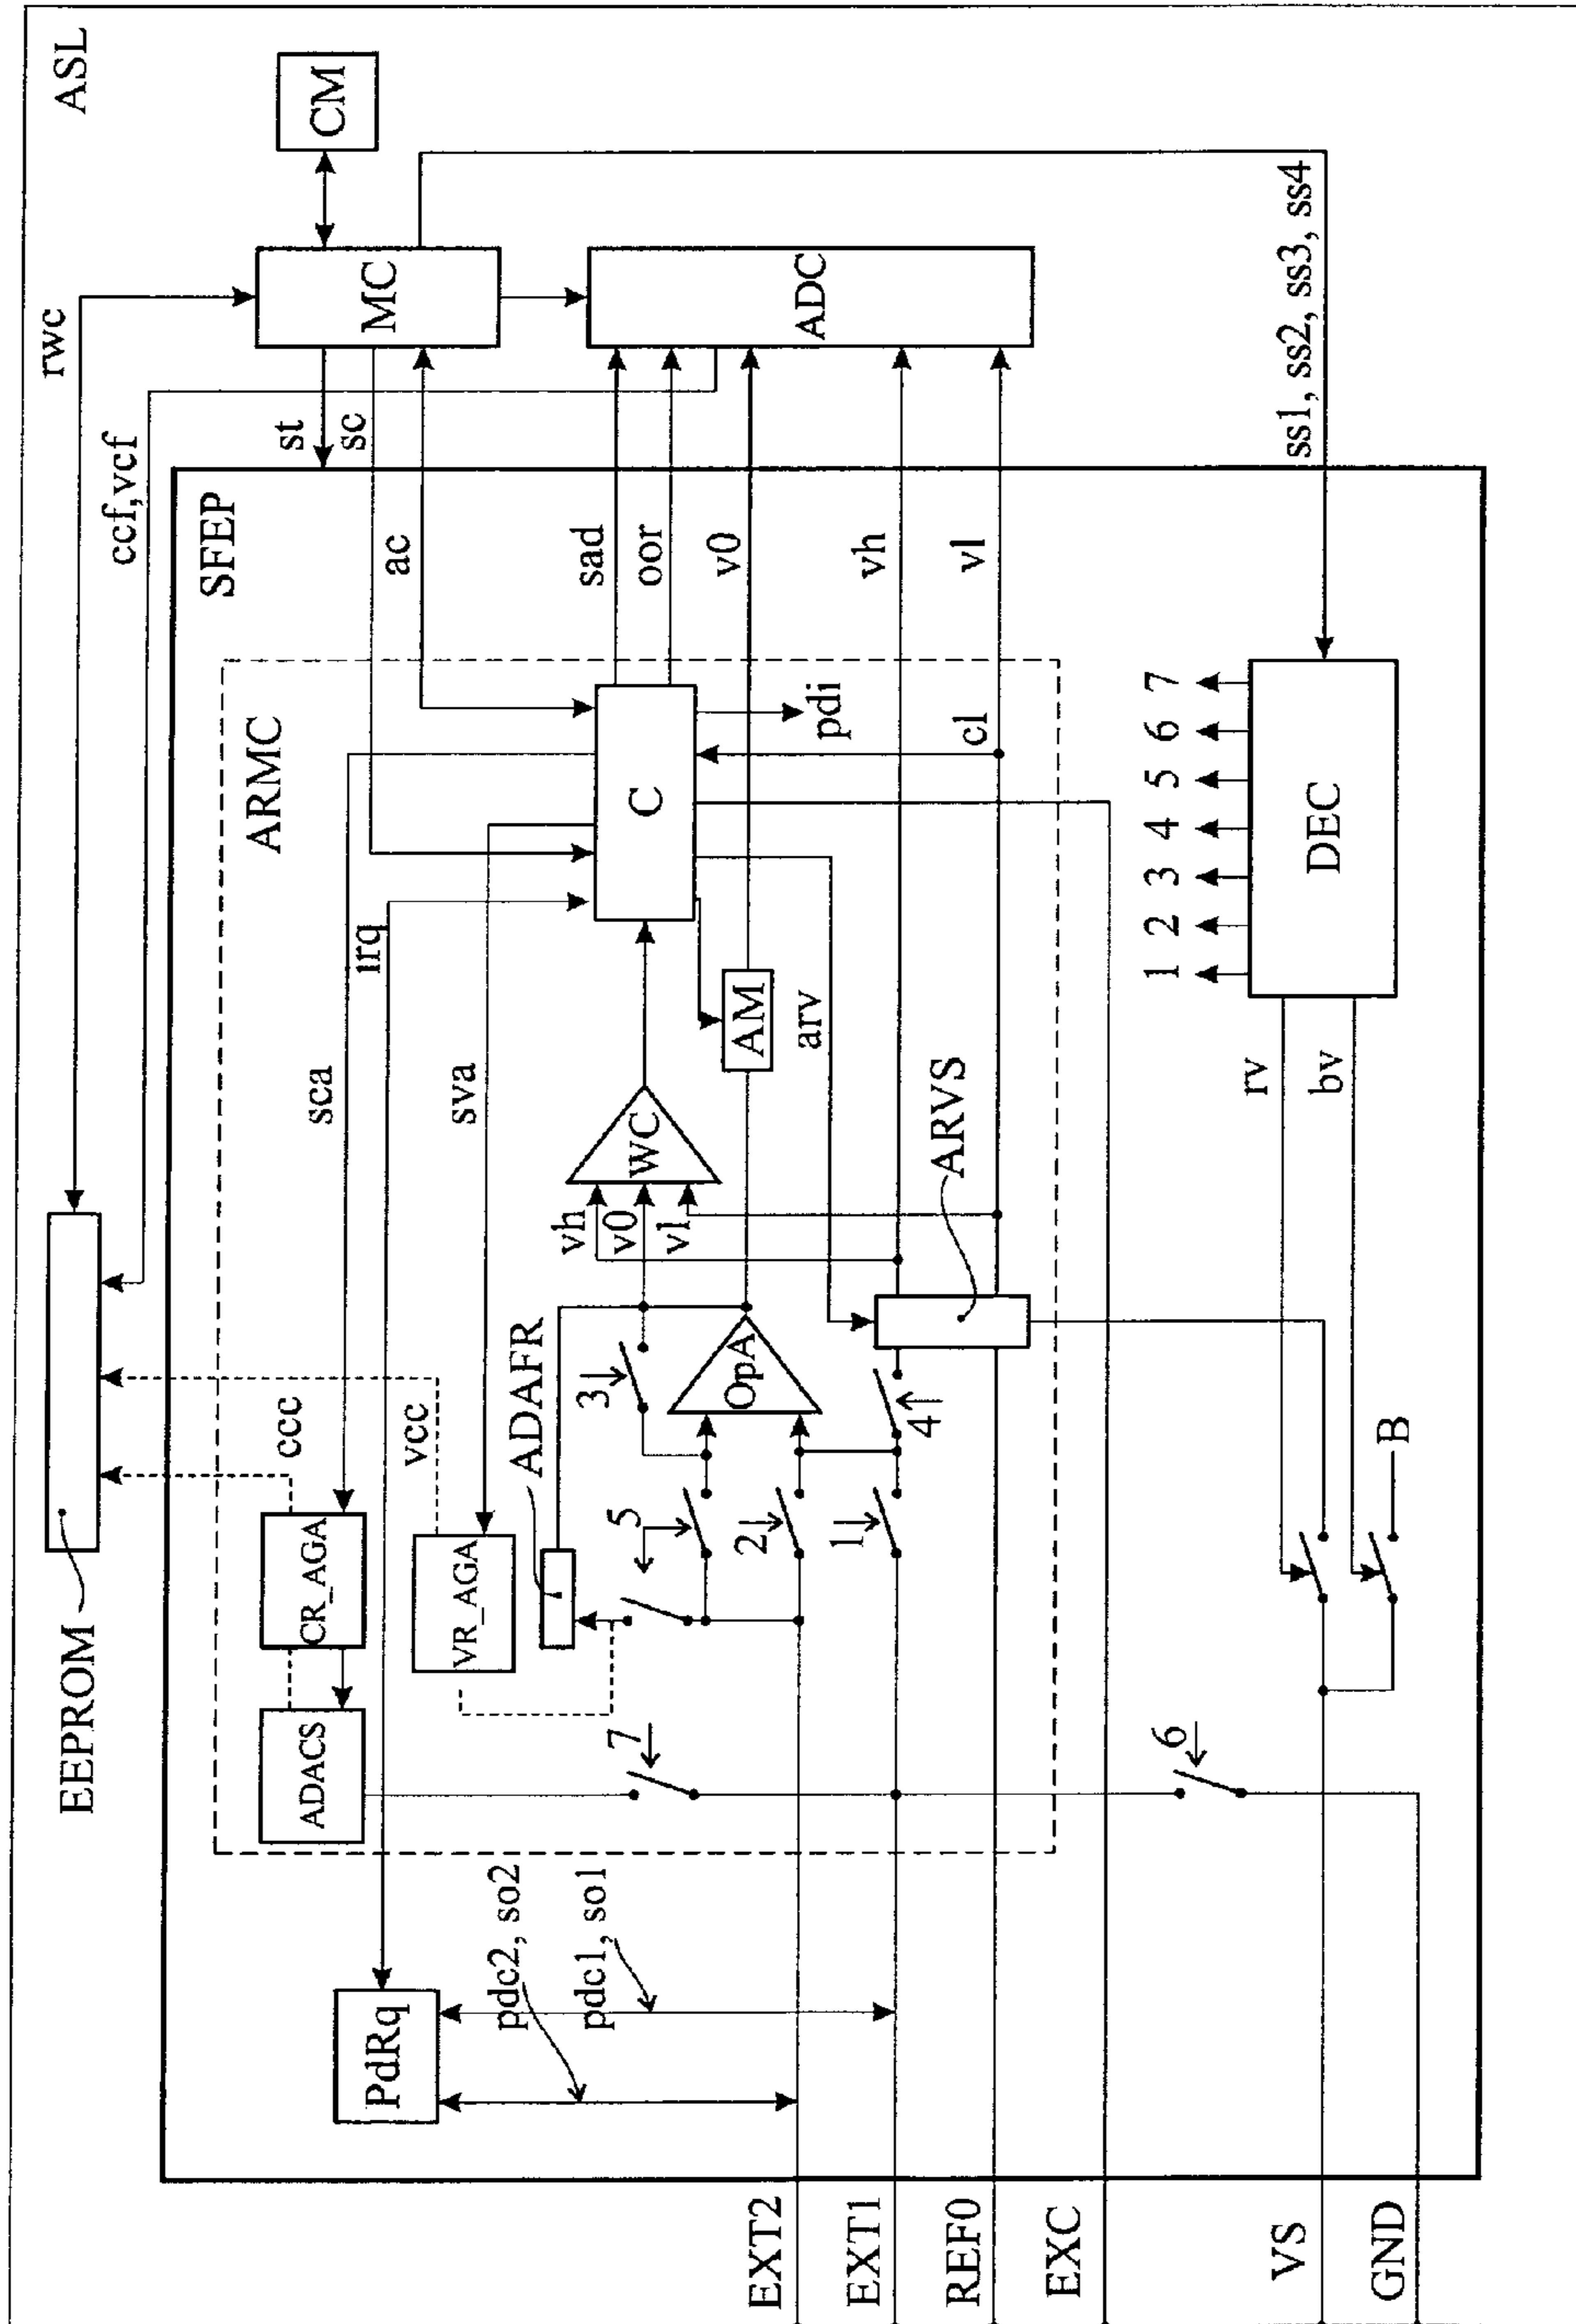 ASL
EEPROM
rwc
ccf,vcf
SFEP
st
sc
MC
CM
ac
ADC
ARMC
sca
irq
sva
ccc
vcc
CR_AGA
ADACS
VR_AGA
ADAFR
PdRq
pdc2, so2
pdc1, so1
7
5
3
2
1
4
6
OpA
vh
v0
vl
WC
AM
C
pdi
cl
arv
ARVS
sad
oor
v0
vh
vl
ss1, ss2, ss3, ss4
1 2 3 4 5 6 7
DEC
rv
bv
B
EXT2
EXT1
REF0
EXC
VS
GND